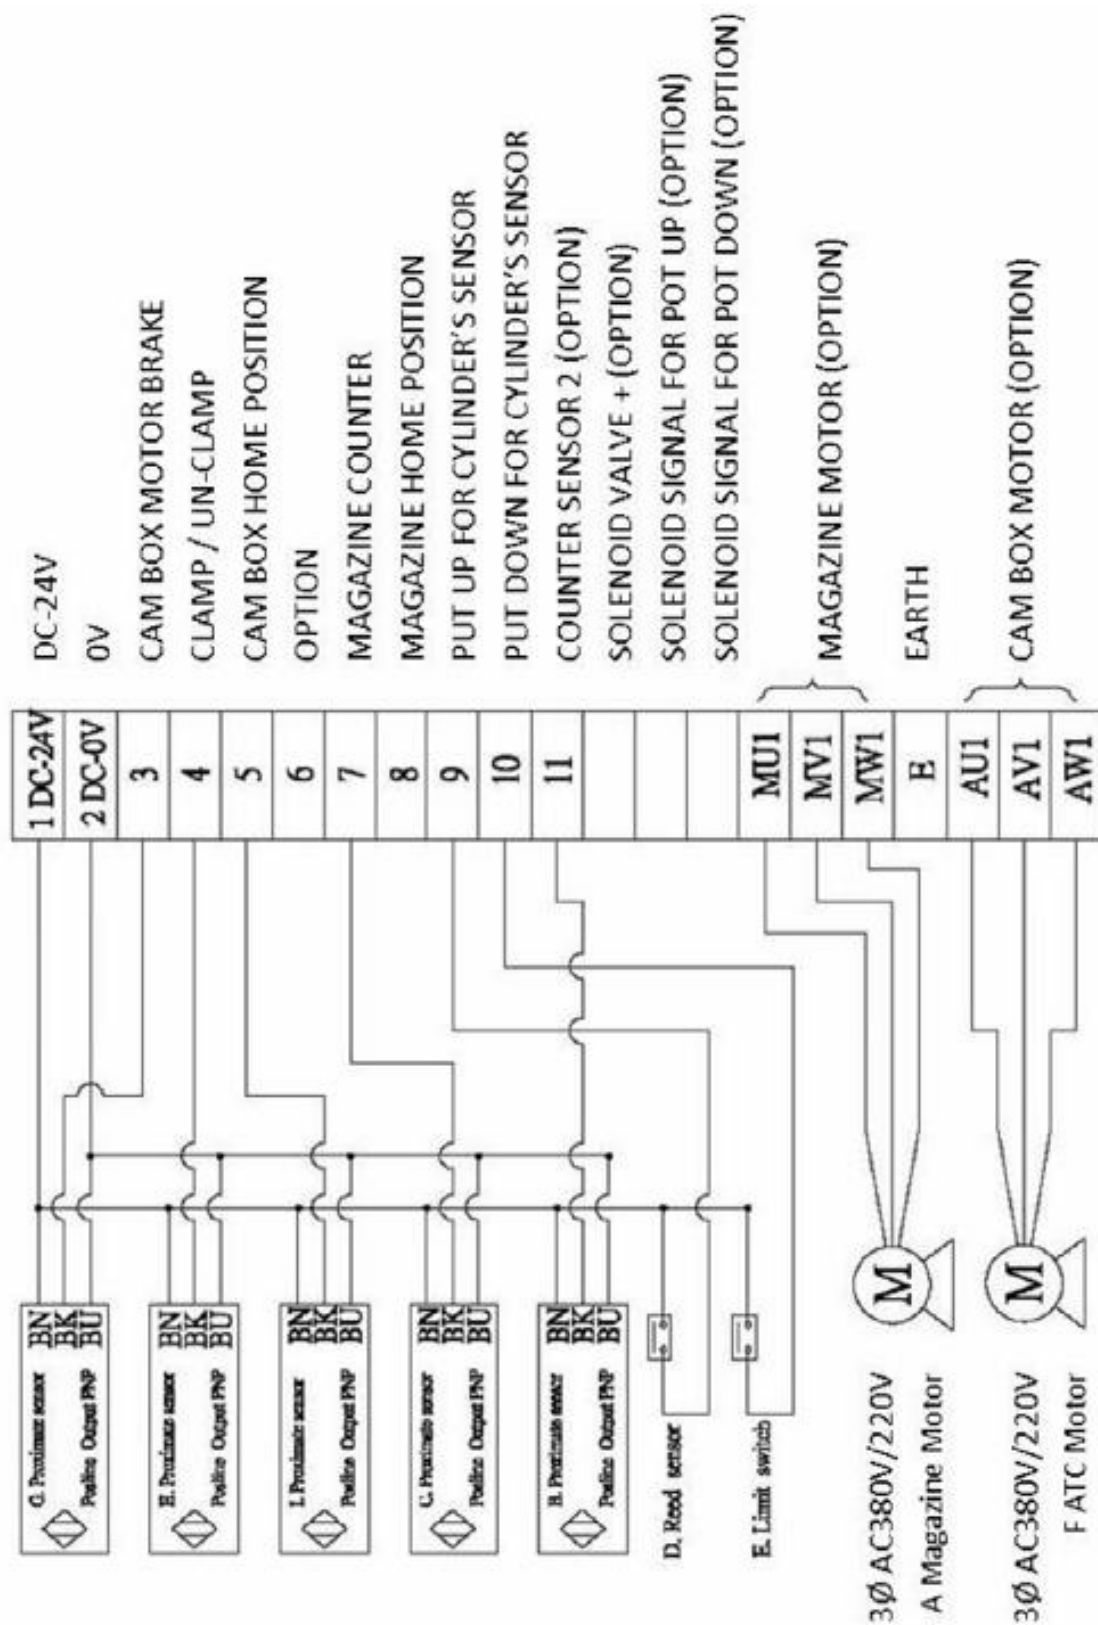 1 DC-24V
2 DC-0V
3
4
5
6
7
8
9
10
11
MU1
MV1
MW1
E
AU1
AV1
AW1
DC-24V
0V
CAM BOX MOTOR BRAKE
CLAMP / UN-CLAMP
CAM BOX HOME POSITION
OPTION
MAGAZINE COUNTER
MAGAZINE HOME POSITION
PUT UP FOR CYLINDER'S SENSOR
PUT DOWN FOR CYLINDER'S SENSOR
COUNTER SENSOR 2 (OPTION)
SOLENOID VALVE + (OPTION)
SOLENOID SIGNAL FOR POT UP (OPTION)
SOLENOID SIGNAL FOR POT DOWN (OPTION)
MAGAZINE MOTOR (OPTION)
EARTH
CAM BOX MOTOR (OPTION)
G. Proximate sensor
Positive Output PNP
BN
BK
BU
H. Proximate sensor
Positive Output PNP
BN
BK
BU
I. Proximate sensor
Positive Output PNP
BN
BK
BU
C. Proximate sensor
Positive Output PNP
BN
BK
BU
B. Proximate sensor
Positive Output PNP
BN
BK
BU
D. Reed sensor
E. Limit switch
M
3Ø AC380V/220V
A Magazine Motor
M
3Ø AC380V/220V
F ATC Motor